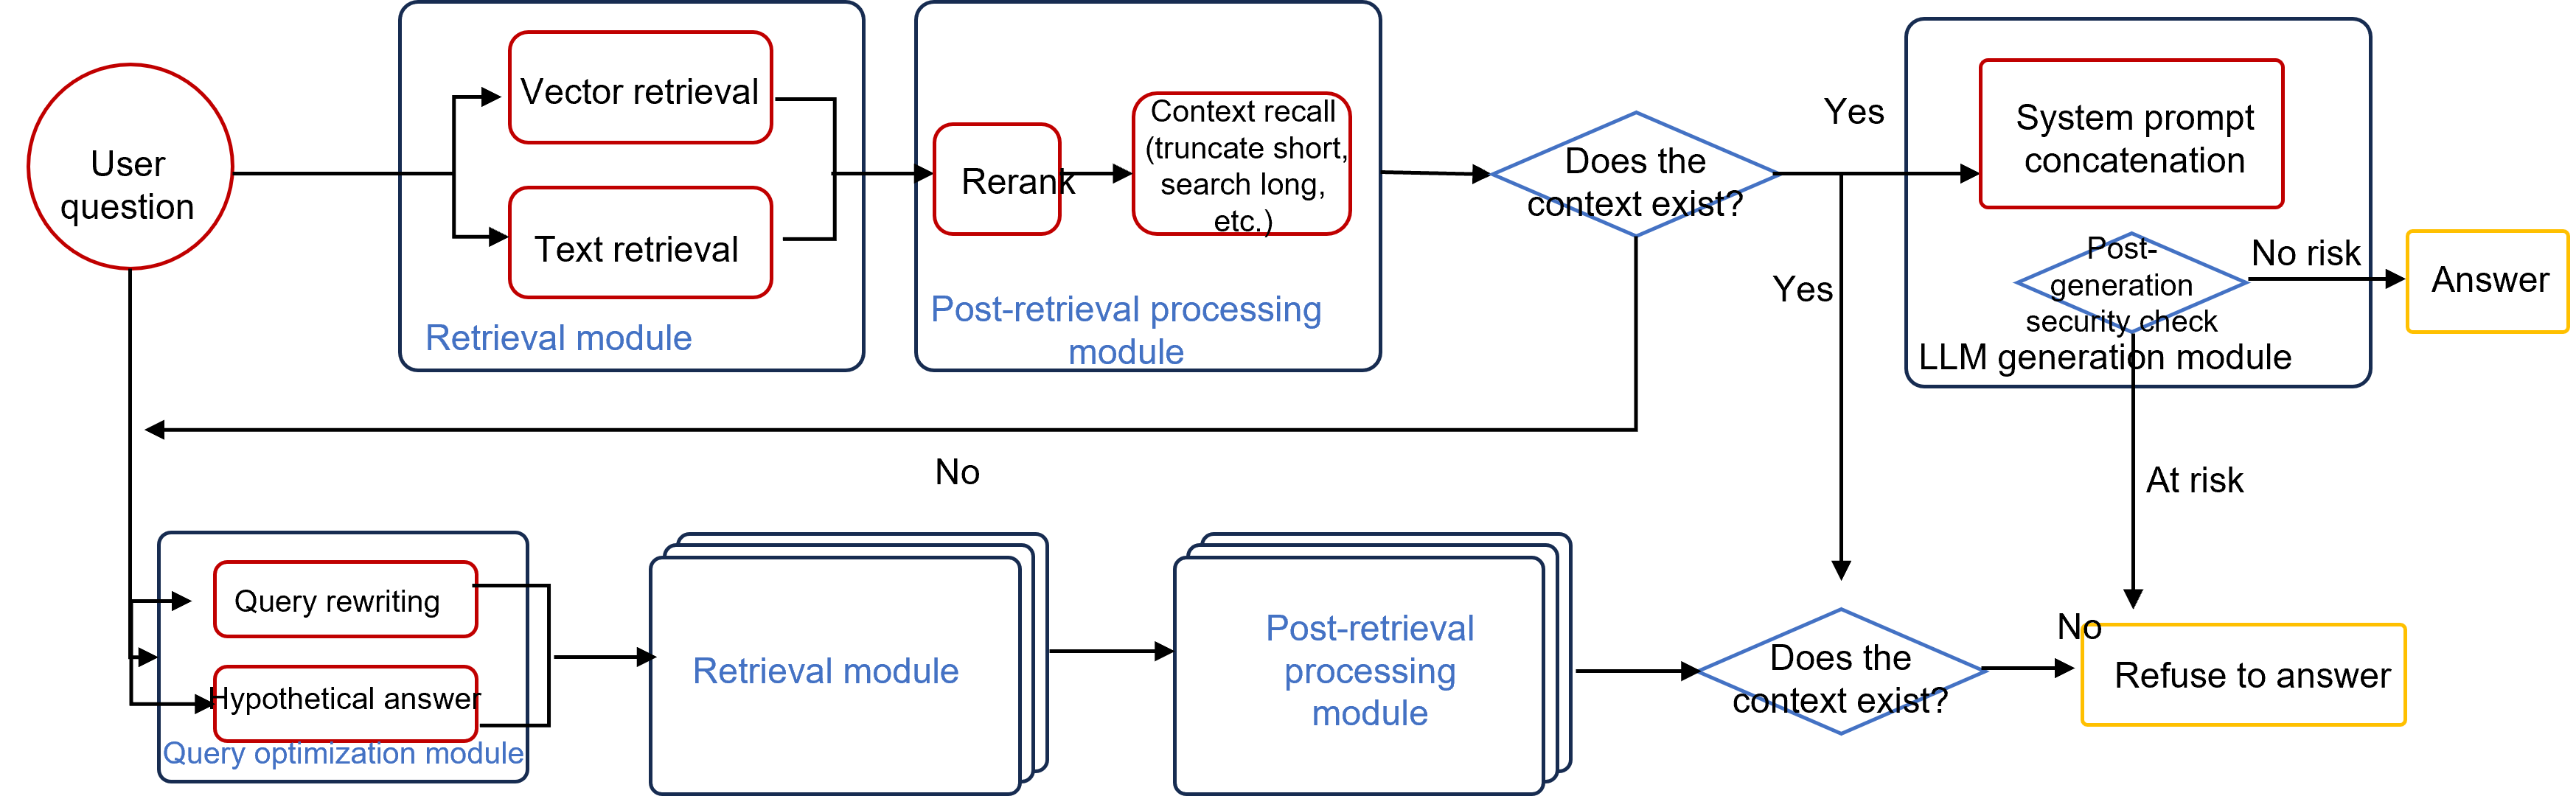 User
question
Vector retrieval
Text retrieval
Retrieval module
Rerank
Context recall
(truncate short,
search long,
etc.)
Post-retrieval processing
module
Does the
context exist?
Yes
Yes
System prompt
concatenation
Post-
generation
security check
LLM generation module
No risk
Answer
No
At risk
Query rewriting
Hypothetical answer
Query optimization module
Retrieval module
Post-retrieval
processing
module
Does the
context exist?
No
Refuse to answer